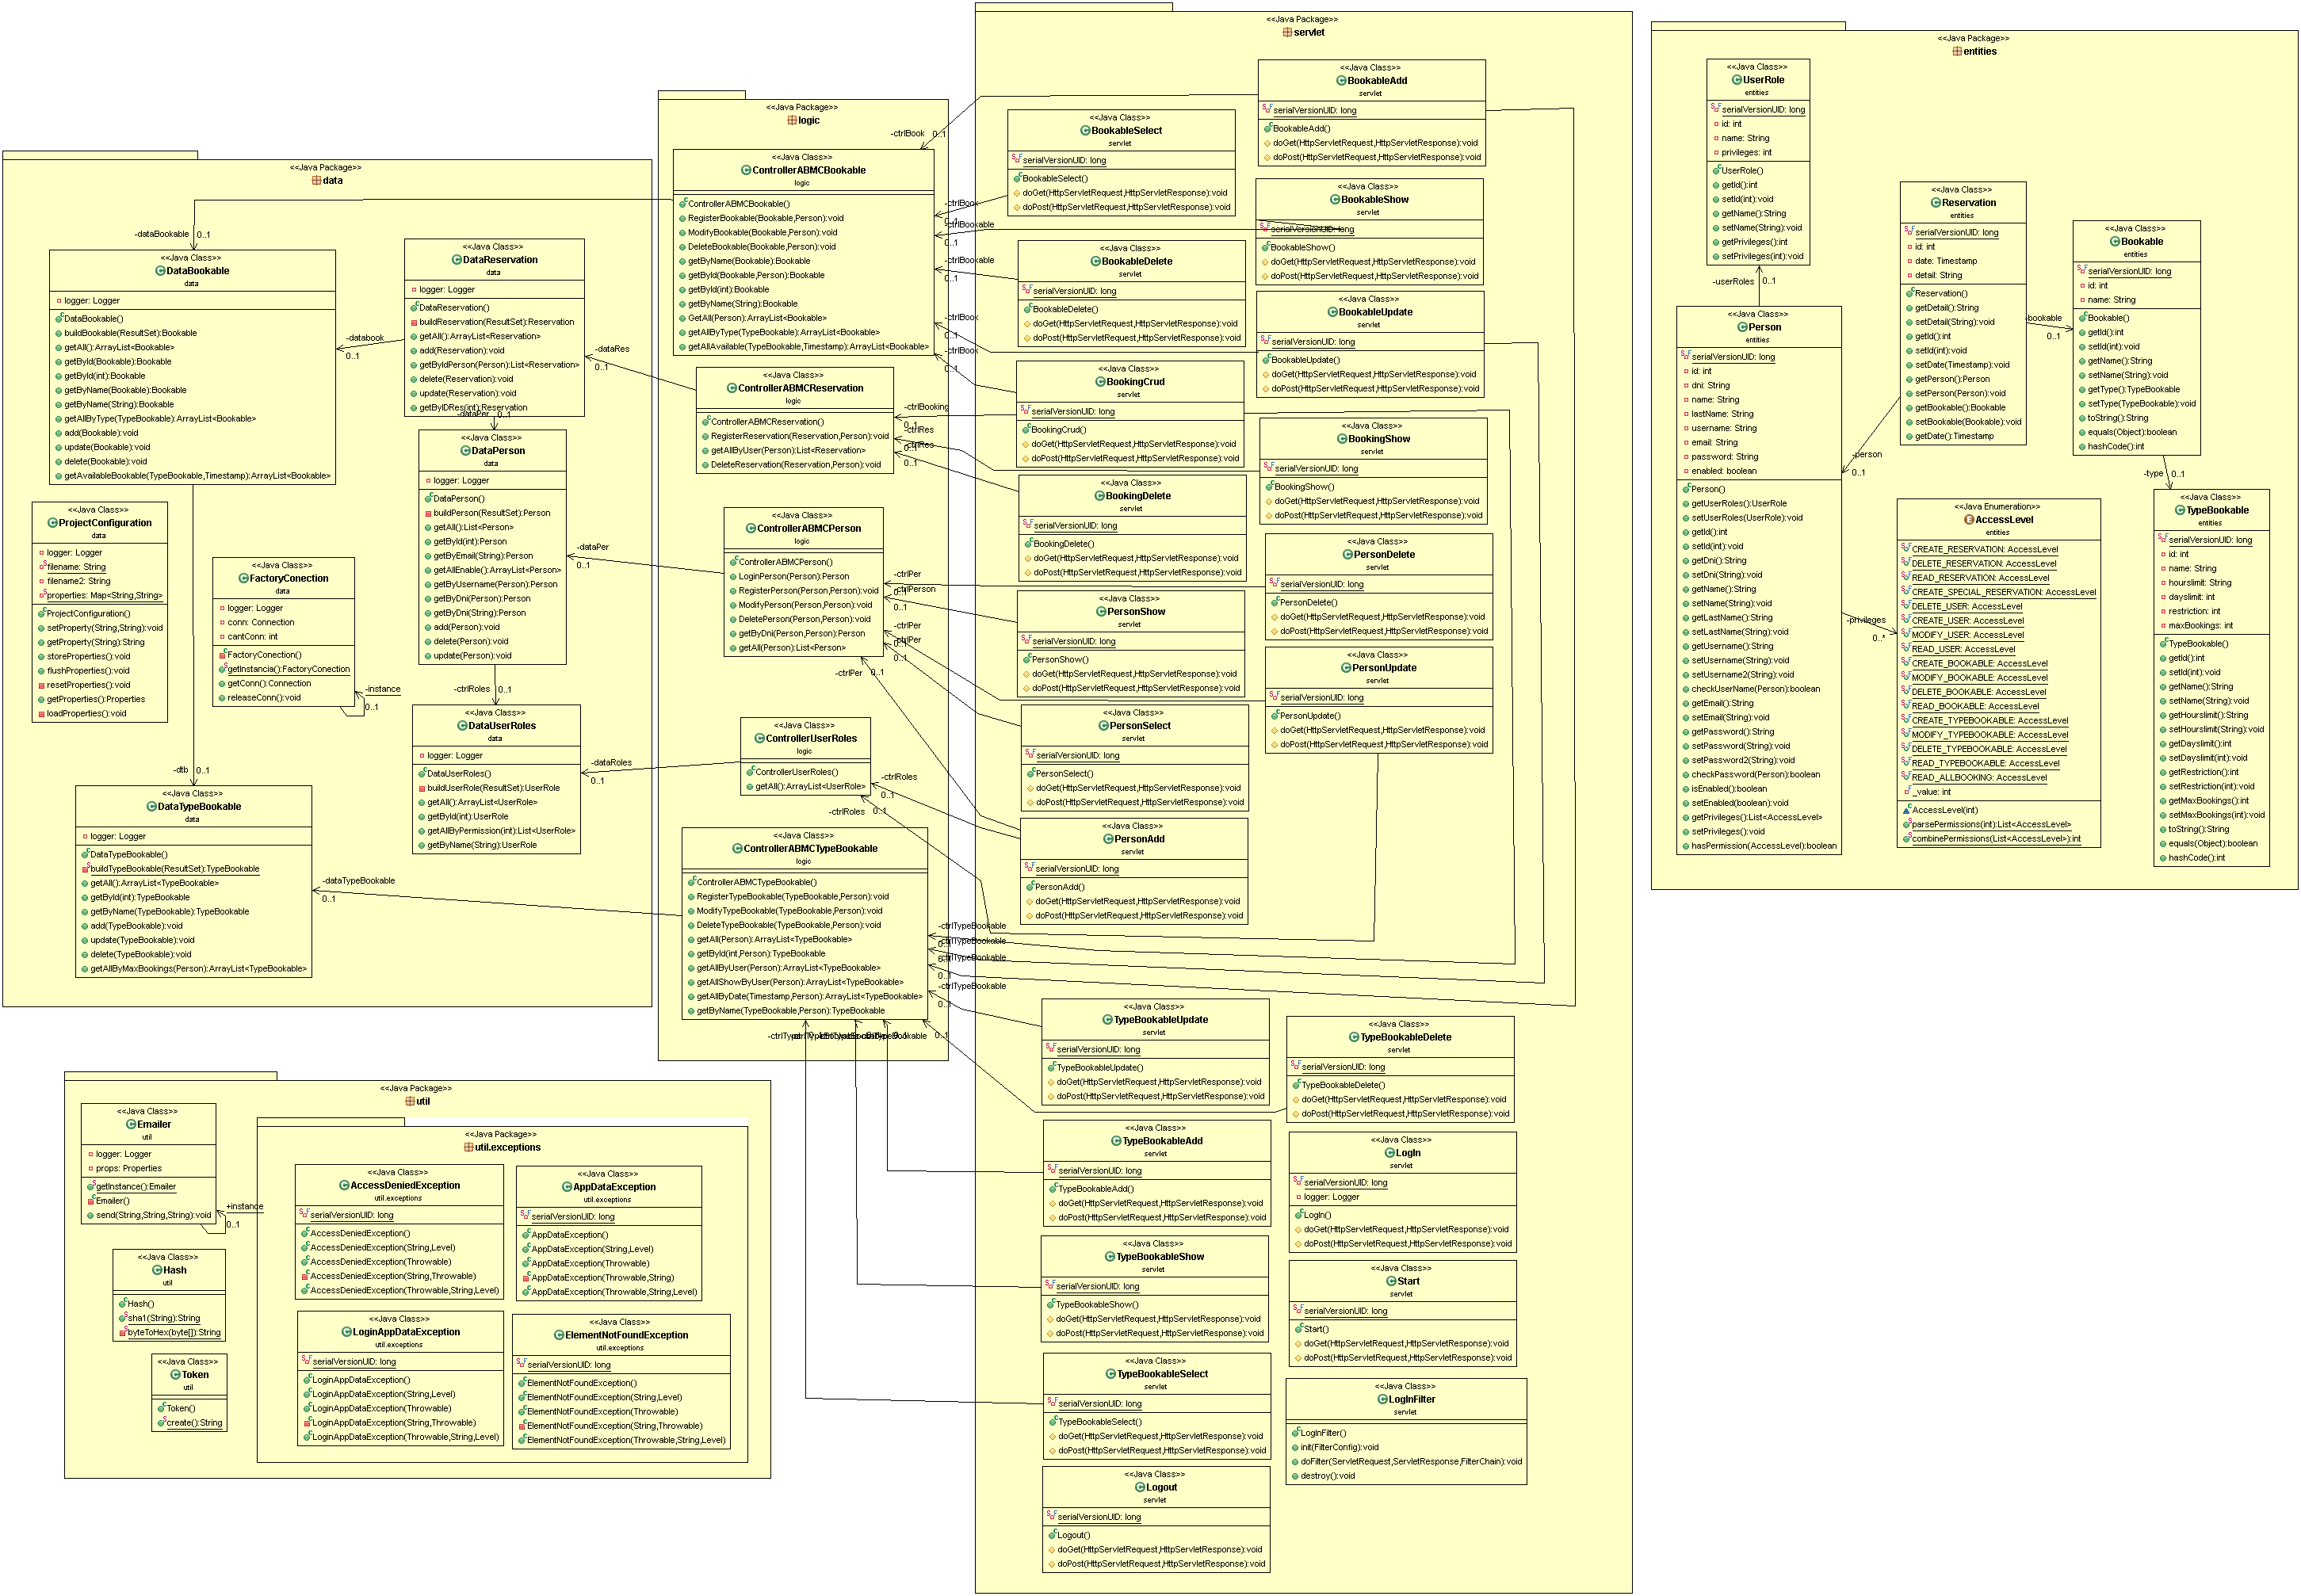 <<Java Package>>
data
<<Java Class>>
DataBookable
data
logger: Logger
DataBookable()
buildBookable(ResultSet):Bookable
getAll():ArrayList<Bookable>
getById(Bookable):Bookable
getById(int):Bookable
getByName(Bookable):Bookable
getByName(String):Bookable
getAllByType(TypeBookable):ArrayList<Bookable>
add(Bookable):void
update(Bookable):void
delete(Bookable):void
getAvailableBookable(TypeBookable,Timestamp):ArrayList<Bookable>
<<Java Class>>
DataReservation
data
logger: Logger
DataReservation()
buildReservation(ResultSet):Reservation
getAll():ArrayList<Reservation>
add(Reservation):void
getByIdPerson(Person):List<Reservation>
delete(Reservation):void
update(Reservation):void
getByIDRes(int):Reservation
<<Java Class>>
DataPerson
data
logger: Logger
DataPerson()
buildPerson(ResultSet):Person
getAll():List<Person>
getById(int):Person
getByEmail(String):Person
getAllEnable():ArrayList<Person>
getByUsername(Person):Person
getByDni(Person):Person
getByDni(String):Person
add(Person):void
delete(Person):void
update(Person):void
<<Java Class>>
ProjectConfiguration
data
logger: Logger
filename: String
filename2: String
properties: Map<String,String>
ProjectConfiguration()
setProperty(String,String):void
getProperty(String):String
storeProperties():void
flushProperties():void
resetProperties():void
getProperties():Properties
loadProperties():void
<<Java Class>>
FactoryConection
data
logger: Logger
conn: Connection
cantConn: int
FactoryConection()
getInstancia():FactoryConection
getConn():Connection
releaseConn():void
-instance
0..1
<<Java Class>>
DataUserRoles
data
logger: Logger
DataUserRoles()
buildUserRole(ResultSet):UserRole
getAll():ArrayList<UserRole>
getById(int):UserRole
getAllByPermission(int):List<UserRole>
getByName(String):UserRole
<<Java Class>>
DataTypeBookable
data
logger: Logger
DataTypeBookable()
buildTypeBookable(ResultSet):TypeBookable
getAll():ArrayList<TypeBookable>
getById(int):TypeBookable
getByName(TypeBookable):TypeBookable
add(TypeBookable):void
update(TypeBookable):void
delete(TypeBookable):void
getAllByMaxBookings(Person):ArrayList<TypeBookable>
-dataBookable
0..1
-databook
0..1
-dataPer
0..1
-ctrlRoles
0..1
-dtb
0..1
-dataRes
0..1
-dataPer
0..1
-dataRoles
0..1
-dataTypeBookable
0..1
<<Java Package>>
logic
<<Java Class>>
ControllerABMCBookable
logic
ControllerABMCBookable()
RegisterBookable(Bookable,Person):void
ModifyBookable(Bookable,Person):void
DeleteBookable(Bookable,Person):void
getByName(Bookable):Bookable
getById(Bookable,Person):Bookable
getById(int):Bookable
getByName(String):Bookable
GetAll(Person):ArrayList<Bookable>
getAllByType(TypeBookable):ArrayList<Bookable>
getAllAvailable(TypeBookable,Timestamp):ArrayList<Bookable>
<<Java Class>>
ControllerABMCReservation
logic
ControllerABMCReservation()
RegisterReservation(Reservation,Person):void
getAllByUser(Person):List<Reservation>
DeleteReservation(Reservation,Person):void
<<Java Class>>
ControllerABMCPerson
logic
ControllerABMCPerson()
LoginPerson(Person):Person
RegisterPerson(Person,Person):void
ModifyPerson(Person,Person):void
DeletePerson(Person,Person):void
getByDni(Person,Person):Person
getAll(Person):List<Person>
<<Java Class>>
ControllerUserRoles
logic
ControllerUserRoles()
getAll():ArrayList<UserRole>
<<Java Class>>
ControllerABMCTypeBookable
logic
ControllerABMCTypeBookable()
RegisterTypeBookable(TypeBookable,Person):void
ModifyTypeBookable(TypeBookable,Person):void
DeleteTypeBookable(TypeBookable,Person):void
getAll(Person):ArrayList<TypeBookable>
getById(int,Person):TypeBookable
getAllByUser(Person):ArrayList<TypeBookable>
getAllShowByUser(Person):ArrayList<TypeBookable>
getAllByDate(Timestamp,Person):ArrayList<TypeBookable>
getByName(TypeBookable,Person):TypeBookable
-ctrlBook
0..1
-ctrlBook
0..1
-ctrlBookable
0..1
-ctrlBookable
0..1
-ctrlBook
0..1
-ctrlBook
0..1
-ctrlBooking
0..1
-ctrlRes
0..1
-ctrlRes
0..1
-ctrlPer
0..1
-ctrlPerson
0..1
-ctrlPer
0..1
-ctrlPer
0..1
-ctrlPer
0..1
-ctrlRoles
0..1
-ctrlRoles
0..1
-ctrlTypeBookable
0..1
-ctrlTypeBookable
-ctrlTypeBookable
0..1
-ctrlTypeBookable
0..1
0..1
<<Java Package>>
servlet
<<Java Class>>
BookableAdd
servlet
serialVersionUID: long
BookableAdd()
doGet(HttpServletRequest,HttpServletResponse):void
doPost(HttpServletRequest,HttpServletResponse):void
<<Java Class>>
BookableSelect
servlet
serialVersionUID: long
BookableSelect()
doGet(HttpServletRequest,HttpServletResponse):void
doPost(HttpServletRequest,HttpServletResponse):void
<<Java Class>>
BookableShow
servlet
serialVersionUID: long
BookableShow()
doGet(HttpServletRequest,HttpServletResponse):void
doPost(HttpServletRequest,HttpServletResponse):void
<<Java Class>>
BookableDelete
servlet
serialVersionUID: long
BookableDelete()
doGet(HttpServletRequest,HttpServletResponse):void
doPost(HttpServletRequest,HttpServletResponse):void
<<Java Class>>
BookableUpdate
servlet
serialVersionUID: long
BookableUpdate()
doGet(HttpServletRequest,HttpServletResponse):void
doPost(HttpServletRequest,HttpServletResponse):void
<<Java Class>>
BookingCrud
servlet
serialVersionUID: long
BookingCrud()
doGet(HttpServletRequest,HttpServletResponse):void
doPost(HttpServletRequest,HttpServletResponse):void
<<Java Class>>
BookingShow
servlet
serialVersionUID: long
BookingShow()
doGet(HttpServletRequest,HttpServletResponse):void
doPost(HttpServletRequest,HttpServletResponse):void
<<Java Class>>
BookingDelete
servlet
serialVersionUID: long
BookingDelete()
doGet(HttpServletRequest,HttpServletResponse):void
doPost(HttpServletRequest,HttpServletResponse):void
<<Java Class>>
PersonDelete
servlet
serialVersionUID: long
PersonDelete()
doGet(HttpServletRequest,HttpServletResponse):void
doPost(HttpServletRequest,HttpServletResponse):void
<<Java Class>>
PersonShow
servlet
serialVersionUID: long
PersonShow()
doGet(HttpServletRequest,HttpServletResponse):void
doPost(HttpServletRequest,HttpServletResponse):void
<<Java Class>>
PersonUpdate
servlet
serialVersionUID: long
PersonUpdate()
doGet(HttpServletRequest,HttpServletResponse):void
doPost(HttpServletRequest,HttpServletResponse):void
<<Java Class>>
PersonSelect
servlet
serialVersionUID: long
PersonSelect()
doGet(HttpServletRequest,HttpServletResponse):void
doPost(HttpServletRequest,HttpServletResponse):void
<<Java Class>>
PersonAdd
servlet
serialVersionUID: long
PersonAdd()
doGet(HttpServletRequest,HttpServletResponse):void
doPost(HttpServletRequest,HttpServletResponse):void
<<Java Class>>
TypeBookableUpdate
servlet
serialVersionUID: long
TypeBookableUpdate()
doGet(HttpServletRequest,HttpServletResponse):void
doPost(HttpServletRequest,HttpServletResponse):void
<<Java Class>>
TypeBookableDelete
servlet
serialVersionUID: long
TypeBookableDelete()
doGet(HttpServletRequest,HttpServletResponse):void
doPost(HttpServletRequest,HttpServletResponse):void
<<Java Class>>
TypeBookableAdd
servlet
serialVersionUID: long
TypeBookableAdd()
doGet(HttpServletRequest,HttpServletResponse):void
doPost(HttpServletRequest,HttpServletResponse):void
<<Java Class>>
LogIn
servlet
serialVersionUID: long
logger: Logger
LogIn()
doGet(HttpServletRequest,HttpServletResponse):void
doPost(HttpServletRequest,HttpServletResponse):void
<<Java Class>>
TypeBookableShow
servlet
serialVersionUID: long
TypeBookableShow()
doGet(HttpServletRequest,HttpServletResponse):void
doPost(HttpServletRequest,HttpServletResponse):void
<<Java Class>>
Start
servlet
serialVersionUID: long
Start()
doGet(HttpServletRequest,HttpServletResponse):void
doPost(HttpServletRequest,HttpServletResponse):void
<<Java Class>>
TypeBookableSelect
servlet
serialVersionUID: long
TypeBookableSelect()
doGet(HttpServletRequest,HttpServletResponse):void
doPost(HttpServletRequest,HttpServletResponse):void
<<Java Class>>
LogInFilter
servlet
LogInFilter()
init(FilterConfig):void
doFilter(ServletRequest,ServletResponse,FilterChain):void
destroy():void
<<Java Class>>
Logout
servlet
serialVersionUID: long
Logout()
doGet(HttpServletRequest,HttpServletResponse):void
doPost(HttpServletRequest,HttpServletResponse):void
<<Java Package>>
entities
<<Java Class>>
UserRole
entities
serialVersionUID: long
id: int
name: String
privileges: int
UserRole()
getId():int
setId(int):void
getName():String
setName(String):void
getPrivileges():int
setPrivileges(int):void
-userRoles
0..1
<<Java Class>>
Person
entities
serialVersionUID: long
id: int
dni: String
name: String
lastName: String
username: String
email: String
password: String
enabled: boolean
Person()
getUserRoles():UserRole
setUserRoles(UserRole):void
getId():int
setId(int):void
getDni():String
setDni(String):void
getName():String
setName(String):void
getLastName():String
setLastName(String):void
getUsername():String
setUsername(String):void
setUsername2(String):void
checkUserName(Person):boolean
getEmail():String
setEmail(String):void
getPassword():String
setPassword(String):void
setPassword2(String):void
checkPassword(Person):boolean
isEnabled():boolean
setEnabled(boolean):void
getPrivileges():List<AccessLevel>
setPrivileges():void
hasPermission(AccessLevel):boolean
<<Java Class>>
Reservation
entities
serialVersionUID: long
id: int
date: Timestamp
detail: String
Reservation()
getDetail():String
setDetail(String):void
getId():int
setId(int):void
setDate(Timestamp):void
getPerson():Person
setPerson(Person):void
getBookable():Bookable
setBookable(Bookable):void
getDate():Timestamp
-bookable
0..1
-person
0..1
<<Java Class>>
Bookable
entities
serialVersionUID: long
id: int
name: String
Bookable()
getId():int
setId(int):void
getName():String
setName(String):void
getType():TypeBookable
setType(TypeBookable):void
toString():String
equals(Object):boolean
hashCode():int
-type
0..1
<<Java Enumeration>>
AccessLevel
entities
CREATE_RESERVATION: AccessLevel
DELETE_RESERVATION: AccessLevel
READ_RESERVATION: AccessLevel
CREATE_SPECIAL_RESERVATION: AccessLevel
DELETE_USER: AccessLevel
CREATE_USER: AccessLevel
MODIFY_USER: AccessLevel
READ_USER: AccessLevel
CREATE_BOOKABLE: AccessLevel
MODIFY_BOOKABLE: AccessLevel
DELETE_BOOKABLE: AccessLevel
READ_BOOKABLE: AccessLevel
CREATE_TYPEBOOKABLE: AccessLevel
MODIFY_TYPEBOOKABLE: AccessLevel
DELETE_TYPEBOOKABLE: AccessLevel
READ_TYPEBOOKABLE: AccessLevel
READ_ALLBOOKING: AccessLevel
_value: int
AccessLevel(int)
parsePermissions(int):List<AccessLevel>
combinePermissions(List<AccessLevel>):int
-privileges
0..*
<<Java Class>>
TypeBookable
entities
serialVersionUID: long
id: int
name: String
hourslimit: String
dayslimit: int
restriction: int
maxBookings: int
TypeBookable()
getId():int
setId(int):void
getName():String
setName(String):void
getHourslimit():String
setHourslimit(String):void
getDayslimit():int
setDayslimit(int):void
getRestriction():int
setRestriction(int):void
getMaxBookings():int
setMaxBookings(int):void
toString():String
equals(Object):boolean
hashCode():int
<<Java Package>>
util
<<Java Class>>
Emailer
util
logger: Logger
props: Properties
getInstance():Emailer
Emailer()
send(String,String,String):void
+instance
0..1
<<Java Class>>
Hash
util
Hash()
sha1(String):String
byteToHex(byte[]):String
<<Java Class>>
Token
util
Token()
create():String
<<Java Package>>
util.exceptions
<<Java Class>>
AccessDeniedException
util.exceptions
serialVersionUID: long
AccessDeniedException()
AccessDeniedException(String,Level)
AccessDeniedException(Throwable)
AccessDeniedException(String,Throwable)
AccessDeniedException(Throwable,String,Level)
<<Java Class>>
AppDataException
util.exceptions
serialVersionUID: long
AppDataException()
AppDataException(String,Level)
AppDataException(Throwable)
AppDataException(Throwable,String)
AppDataException(Throwable,String,Level)
<<Java Class>>
LoginAppDataException
util.exceptions
serialVersionUID: long
LoginAppDataException()
LoginAppDataException(String,Level)
LoginAppDataException(Throwable)
LoginAppDataException(String,Throwable)
LoginAppDataException(Throwable,String,Level)
<<Java Class>>
ElementNotFoundException
util.exceptions
serialVersionUID: long
ElementNotFoundException()
ElementNotFoundException(String,Level)
ElementNotFoundException(Throwable)
ElementNotFoundException(String,Throwable)
ElementNotFoundException(Throwable,String,Level)